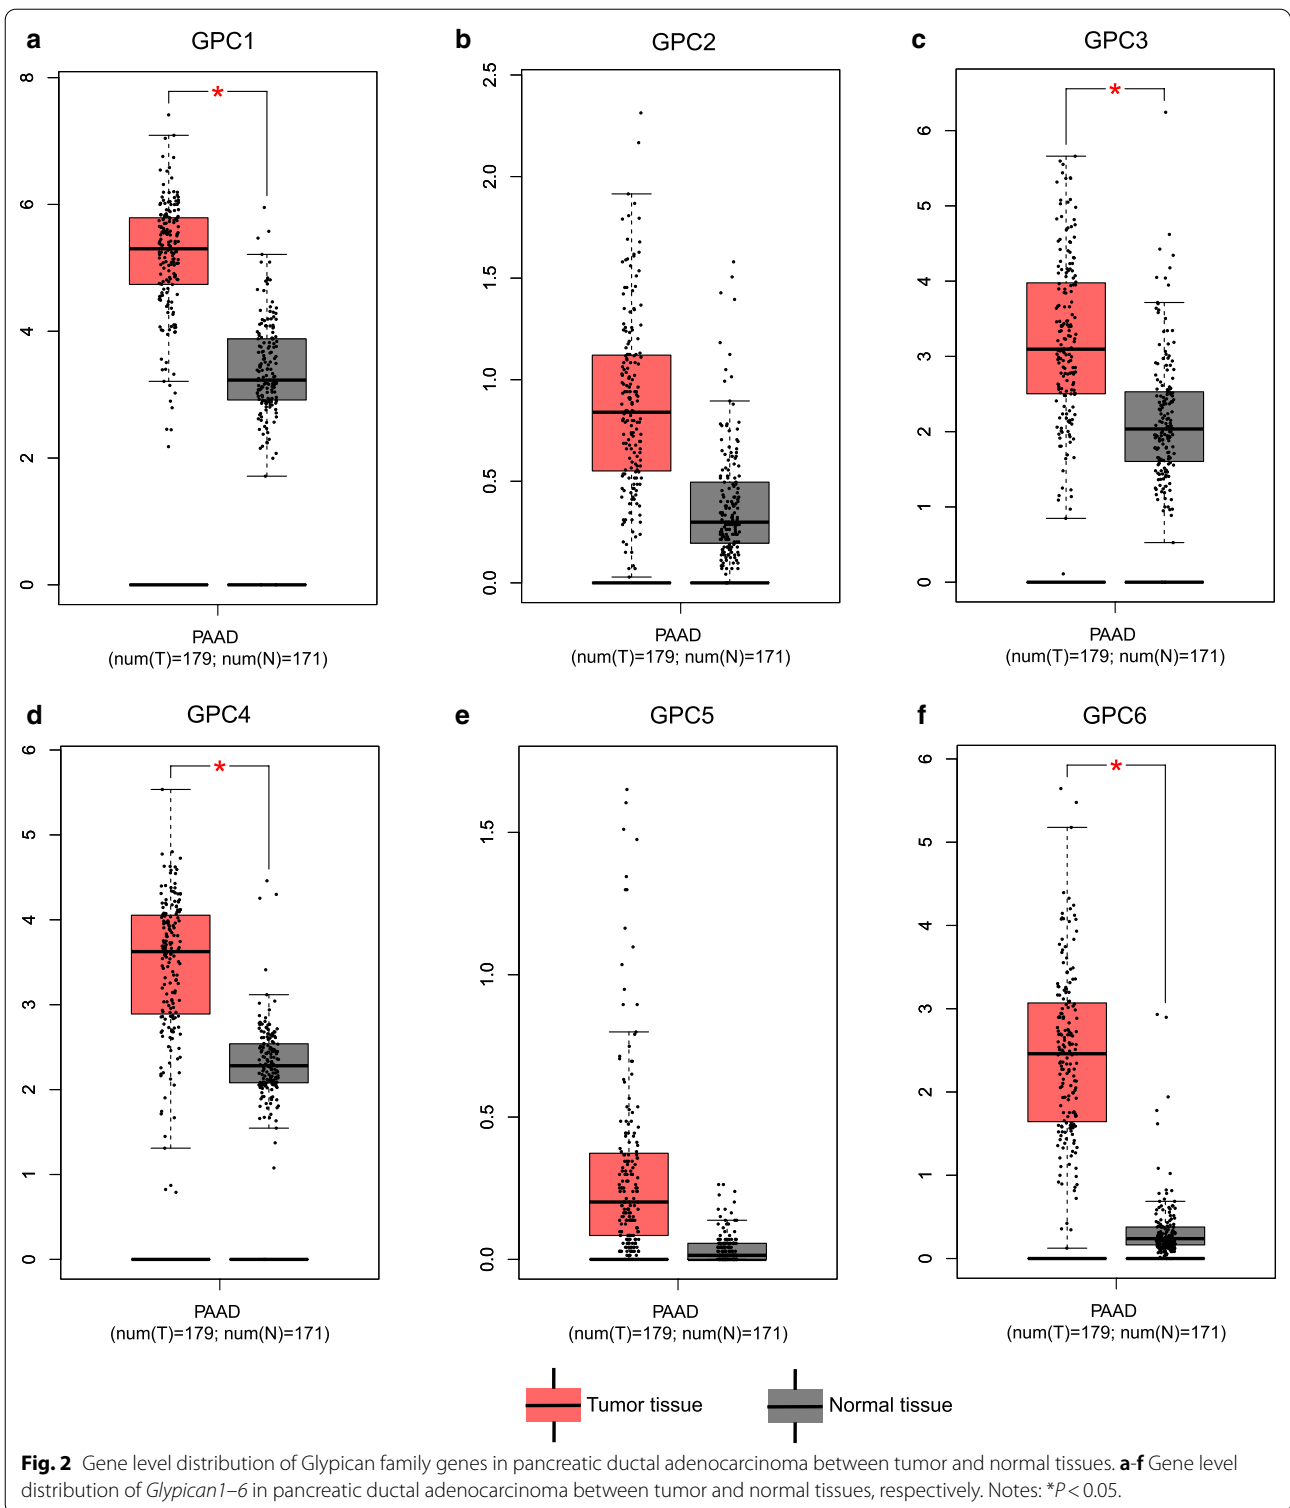 a GPC1
8
6
4
2
0
*
PAAD
(num(T)=179; num(N)=171)
b GPC2
2.5
2.0
1.5
1.0
0.5
0.0
PAAD
(num(T)=179; num(N)=171)
c GPC3
6
5
4
3
2
1
0
*
PAAD
(num(T)=179; num(N)=171)
d GPC4
6
5
4
3
2
1
0
*
PAAD
(num(T)=179; num(N)=171)
e GPC5
1.5
1.0
0.5
0.0
PAAD
(num(T)=179; num(N)=171)
f GPC6
6
5
4
3
2
1
0
*
PAAD
(num(T)=179; num(N)=171)
Tumor tissue Normal tissue
Fig. 2 Gene level distribution of Glypican family genes in pancreatic ductal adenocarcinoma between tumor and normal tissues. a-f Gene level
distribution of Glypican1–6 in pancreatic ductal adenocarcinoma between tumor and normal tissues, respectively. Notes: *P < 0.05.